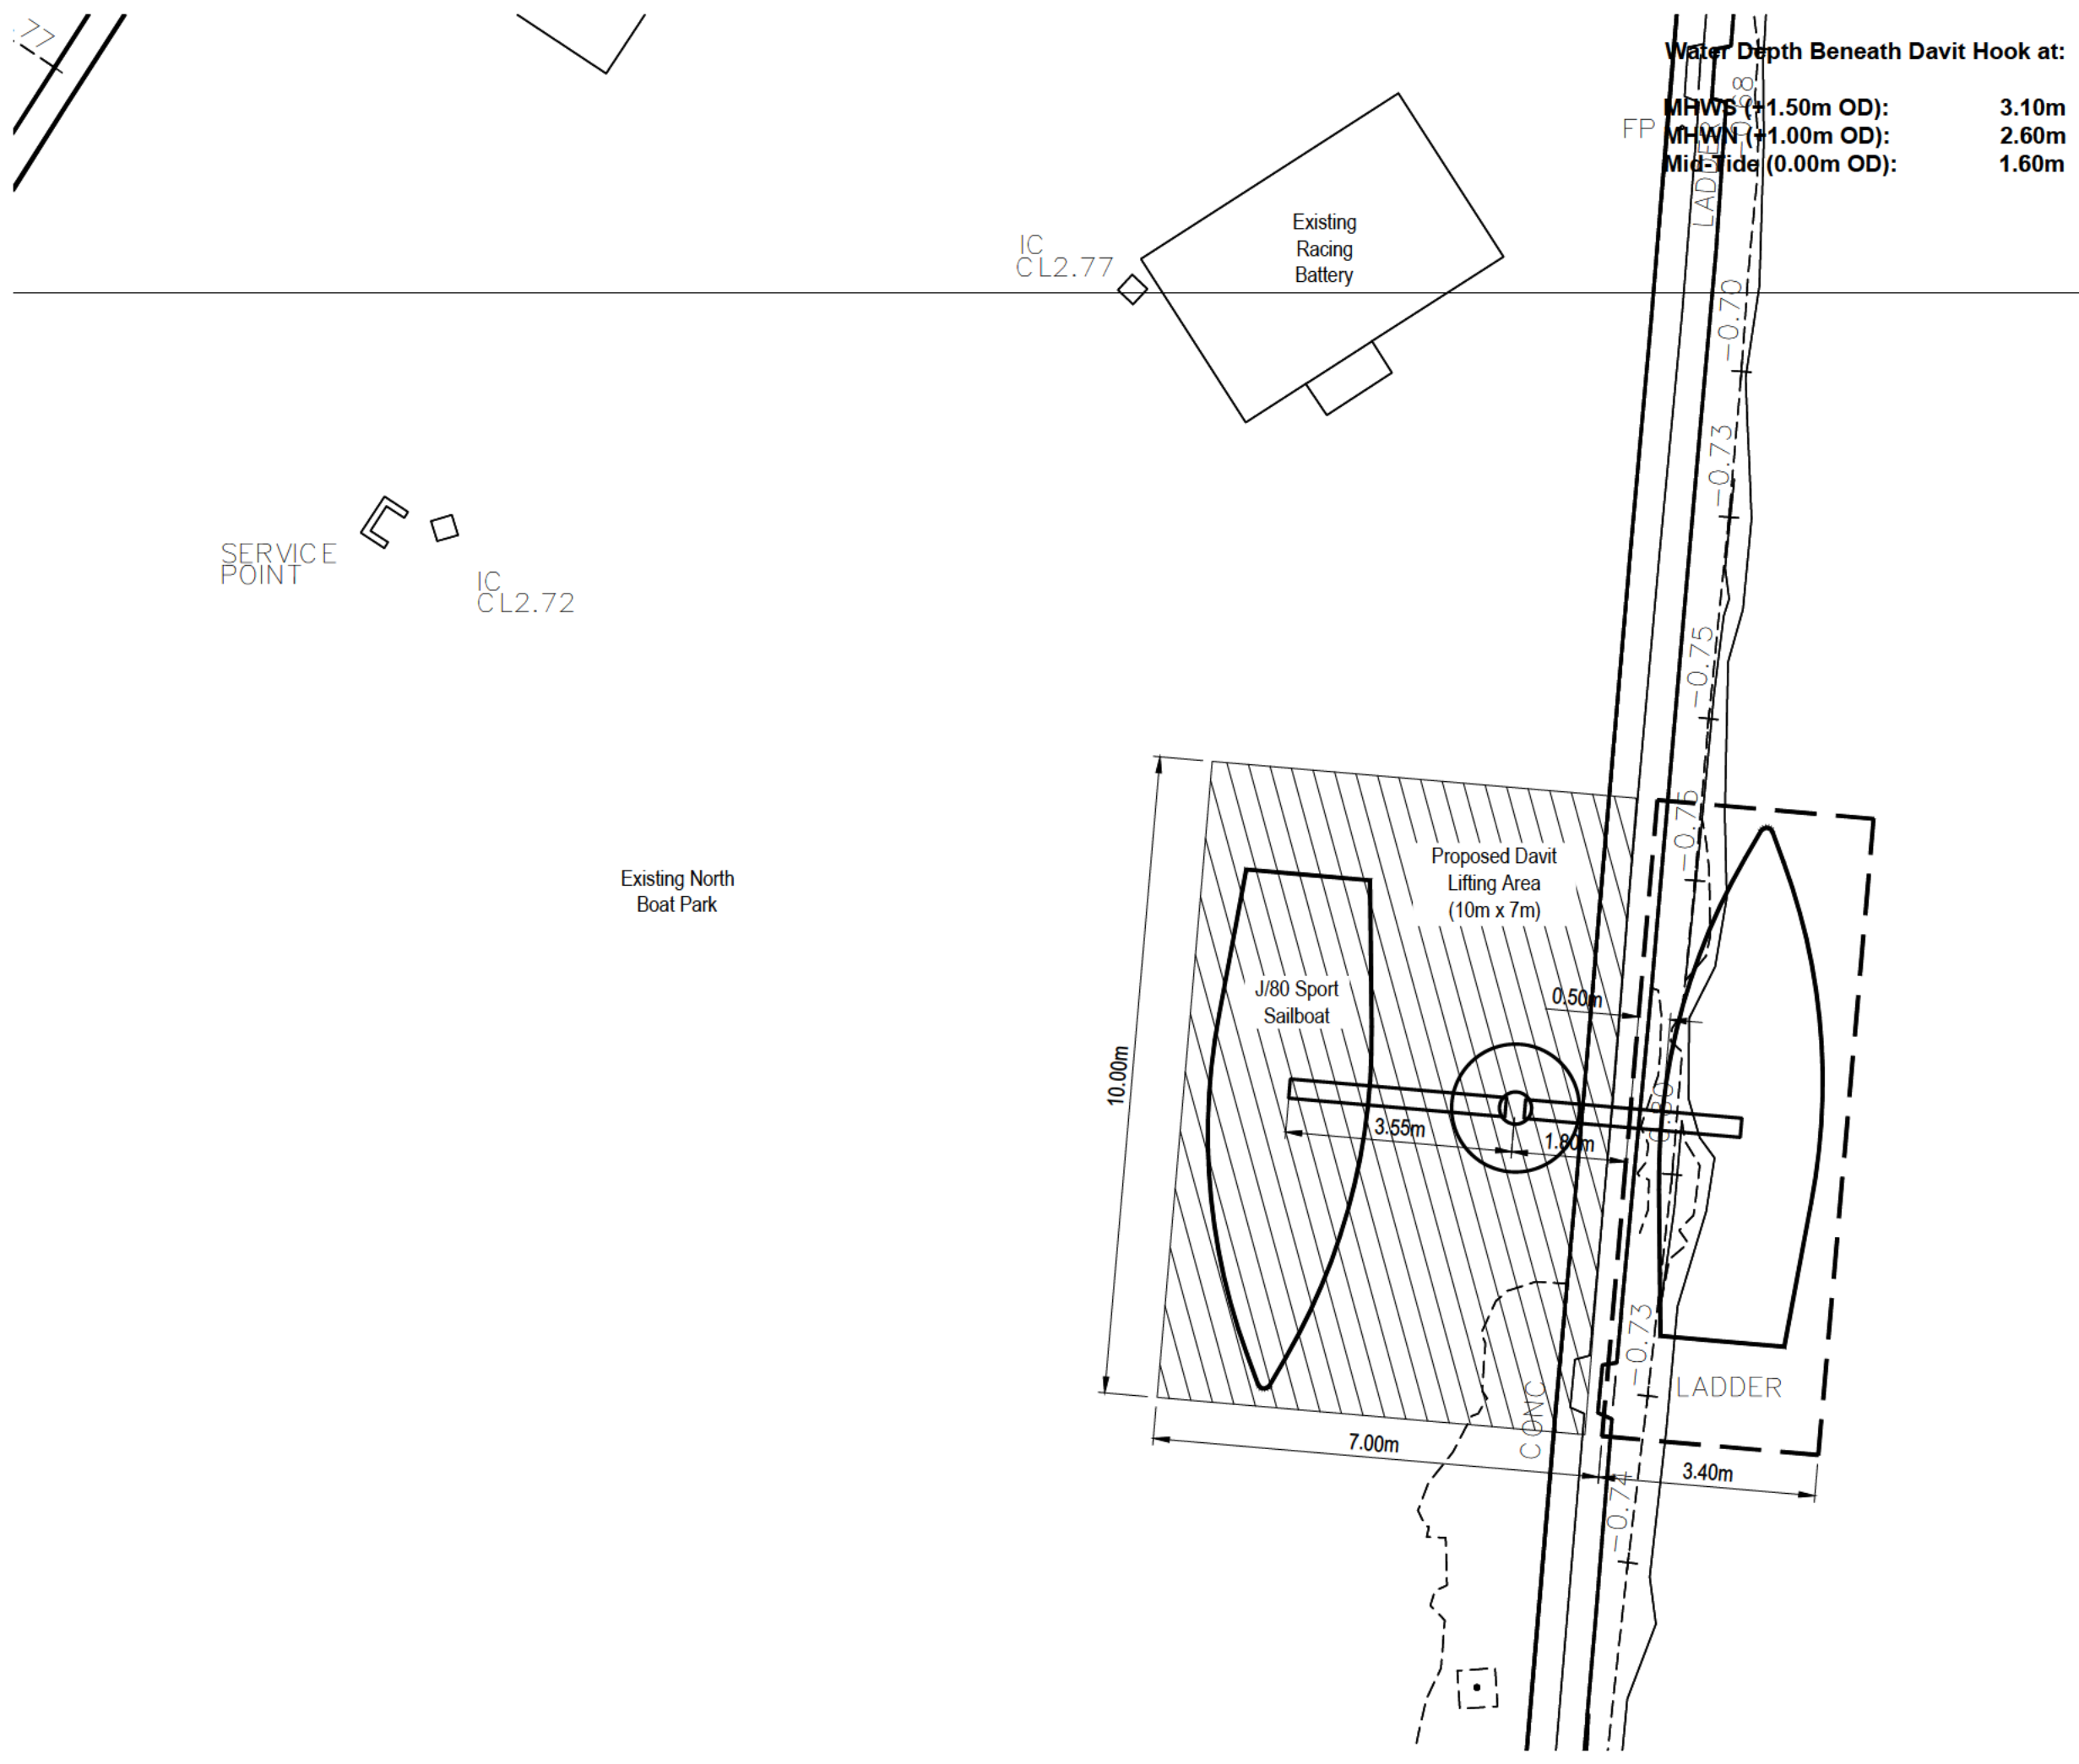 .77
Water Depth Beneath Davit Hook at:
MHWS (+1.50m OD): 3.10m
MHWN (+1.00m OD): 2.60m
Mid-Tide (0.00m OD): 1.60m
FP
LADDER
-0.68
Existing
Racing
Battery
IC
CL2.77
-0.70
-0.73
SERVICE
POINT
IC
CL2.72
-0.75
-0.75
Existing North
Boat Park
Proposed Davit
Lifting Area
(10m x 7m)
J/80 Sport
Sailboat
0.50m
10.00m
3.55m
1.80m
-0.73
LADDER
CONC
7.00m
3.40m
-0.74